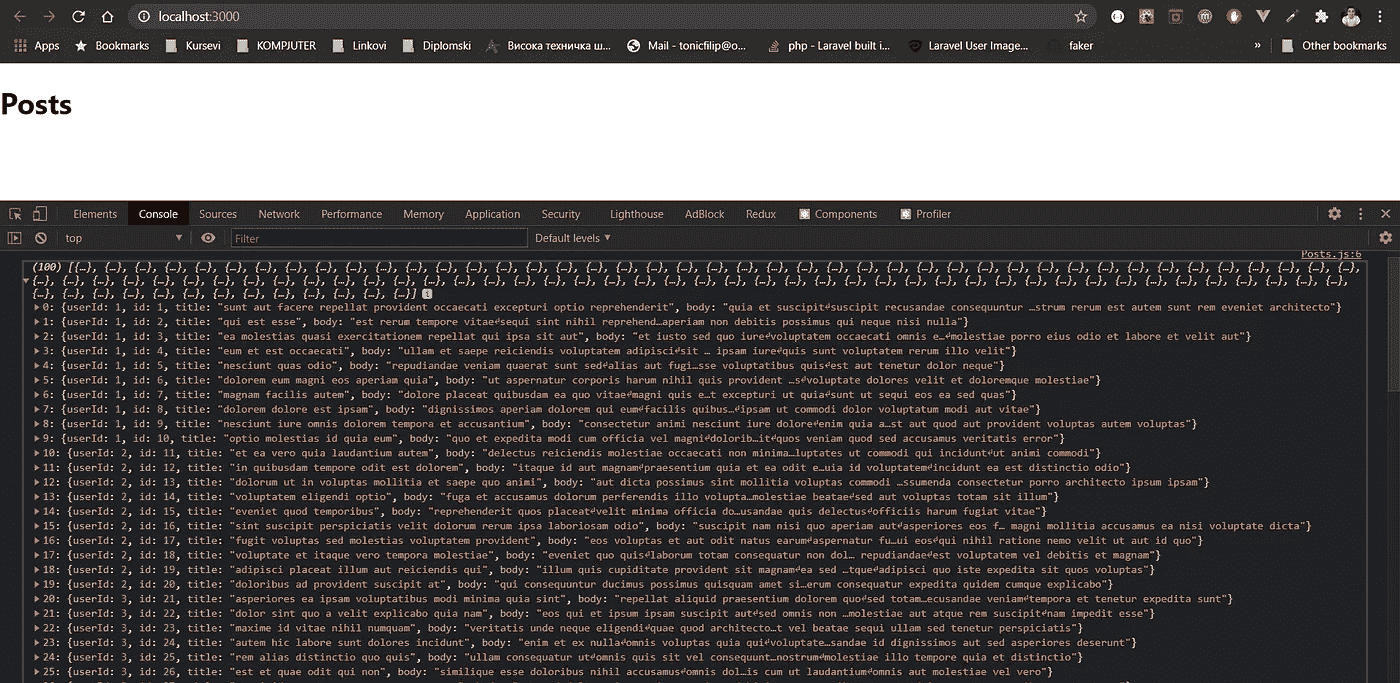 localhost:3000
Apps Bookmarks Kursevi KOMPJUTER Linkovi Diplomski Висока техничка ш... Mail - tonicfilip@o... php - Laravel built i... Laravel User Image... faker » Other bookmarks
Posts
Elements Console Sources Network Performance Memory Application Security Lighthouse AdBlock Redux Components Profiler
top Filter Default levels
Posts.js:6
(100) [{…}, {…}, {…}, {…}, {…}, {…}, {…}, {…}, {…}, {…}, {…}, {…}, {…}, {…}, {…}, {…}, {…}, {…}, {…}, {…}, {…}, {…}, {…}, {…}, {…}, {…}, {…}, {…}, {…}, {…}, {…}, {…}, {…}, {…}, {…}, {…}, {…}, {…}, {…}, {…}, {…}, {…}, {…},
{…}, {…}, {…}, {…}, {…}, {…}, {…}, {…}, {…}, {…}, {…}, {…}, {…}, {…}, {…}, {…}, {…}, {…}, {…}, {…}, {…}, {…}, {…}, {…}, {…}, {…}, {…}, {…}, {…}, {…}, {…}, {…}, {…}, {…}, {…}, {…}, {…}, {…}, {…}, {…}, {…}, {…}, {…}, {…},
{…}, {…}, {…}, {…}, {…}, {…}, {…}, {…}, {…}, {…}, {…}, {…}, {…}]
0: {userId: 1, id: 1, title: "sunt aut facere repellat provident occaecati excepturi optio reprehenderit", body: "quia et suscipit↵suscipit recusandae consequuntur …strum rerum est autem sunt rem eveniet architecto"}
1: {userId: 1, id: 2, title: "qui est esse", body: "est rerum tempore vitae↵sequi sint nihil reprehend…aperiam non debitis possimus qui neque nisi nulla"}
2: {userId: 1, id: 3, title: "ea molestias quasi exercitationem repellat qui ipsa sit aut", body: "et iusto sed quo iure↵voluptatem occaecati omnis e…↵molestiae porro eius odio et labore et velit aut"}
3: {userId: 1, id: 4, title: "eum et est occaecati", body: "ullam et saepe reiciendis voluptatem adipisci↵sit … ipsam iure↵quis sunt voluptatem rerum illo velit"}
4: {userId: 1, id: 5, title: "nesciunt quas odio", body: "repudiandae veniam quaerat sunt sed↵alias aut fugi…sse voluptatibus quis↵est aut tenetur dolor neque"}
5: {userId: 1, id: 6, title: "dolorem eum magni eos aperiam quia", body: "ut aspernatur corporis harum nihil quis provident …s↵voluptate dolores velit et doloremque molestiae"}
6: {userId: 1, id: 7, title: "magnam facilis autem", body: "dolore placeat quibusdam ea quo vitae↵magni quis e…t excepturi ut quia↵sunt ut sequi eos ea sed quas"}
7: {userId: 1, id: 8, title: "dolorem dolore est ipsam", body: "dignissimos aperiam dolorem qui eum↵facilis quibus…↵ipsam ut commodi dolor voluptatum modi aut vitae"}
8: {userId: 1, id: 9, title: "nesciunt iure omnis dolorem tempora et accusantium", body: "consectetur animi nesciunt iure dolore↵enim quia a…st aut quod aut provident voluptas autem voluptas"}
9: {userId: 1, id: 10, title: "optio molestias id quia eum", body: "quo et expedita modi cum officia vel magni↵dolorib…it↵quos veniam quod sed accusamus veritatis error"}
10: {userId: 2, id: 11, title: "et ea vero quia laudantium autem", body: "delectus reiciendis molestiae occaecati non minima…luptates ut commodi qui incidunt↵ut animi commodi"}
11: {userId: 2, id: 12, title: "in quibusdam tempore odit est dolorem", body: "itaque id aut magnam↵praesentium quia et ea odit e…uia id voluptatem↵incidunt ea est distinctio odio"}
12: {userId: 2, id: 13, title: "dolorum ut in voluptas mollitia et saepe quo animi", body: "aut dicta possimus sint mollitia voluptas commodi …ssumenda consectetur porro architecto ipsum ipsam"}
13: {userId: 2, id: 14, title: "voluptatem eligendi optio", body: "fuga et accusamus dolorum perferendis illo volupta…molestiae beatae↵sed aut voluptas totam sit illum"}
14: {userId: 2, id: 15, title: "eveniet quod temporibus", body: "reprehenderit quos placeat↵velit minima officia do…usandae quis delectus↵officiis harum fugiat vitae"}
15: {userId: 2, id: 16, title: "sint suscipit perspiciatis velit dolorum rerum ipsa laboriosam odio", body: "suscipit nam nisi quo aperiam aut↵asperiores eos f… magni mollitia accusamus ea nisi voluptate dicta"}
16: {userId: 2, id: 17, title: "fugit voluptas sed molestias voluptatem provident", body: "eos voluptas et aut odit natus earum↵aspernatur fu…ui eos↵qui nihil ratione nemo velit ut aut id quo"}
17: {userId: 2, id: 18, title: "voluptate et itaque vero tempora molestiae", body: "eveniet quo quis↵laborum totam consequatur non dol… repudiandae↵est voluptatem vel debitis et magnam"}
18: {userId: 2, id: 19, title: "adipisci placeat illum aut reiciendis qui", body: "illum quis cupiditate provident sit magnam↵ea sed …tque↵adipisci quo iste expedita sit quos voluptas"}
19: {userId: 2, id: 20, title: "doloribus ad provident suscipit at", body: "qui consequuntur ducimus possimus quisquam amet si…erum consequatur expedita quidem cumque explicabo"}
20: {userId: 3, id: 21, title: "asperiores ea ipsam voluptatibus modi minima quia sint", body: "repellat aliquid praesentium dolorem quo↵sed totam…ecusandae veniam↵tempora et tenetur expedita sunt"}
21: {userId: 3, id: 22, title: "dolor sint quo a velit explicabo quia nam", body: "eos qui et ipsum ipsam suscipit aut↵sed omnis non …molestiae aut atque rem suscipit↵nam impedit esse"}
22: {userId: 3, id: 23, title: "maxime id vitae nihil numquam", body: "veritatis unde neque eligendi↵quae quod architecto…t vel beatae sequi ullam sed tenetur perspiciatis"}
23: {userId: 3, id: 24, title: "autem hic labore sunt dolores incidunt", body: "enim et ex nulla↵omnis voluptas quia qui↵voluptate…sandae id dignissimos aut sed asperiores deserunt"}
24: {userId: 3, id: 25, title: "rem alias distinctio quo quis", body: "ullam consequatur ut↵omnis quis sit vel consequunt…nostrum↵molestiae illo tempore quia et distinctio"}
25: {userId: 3, id: 26, title: "est et quae odit qui non", body: "similique esse doloribus nihil accusamus↵omnis dol…is cum ut laudantium↵omnis aut molestiae vel vero"}